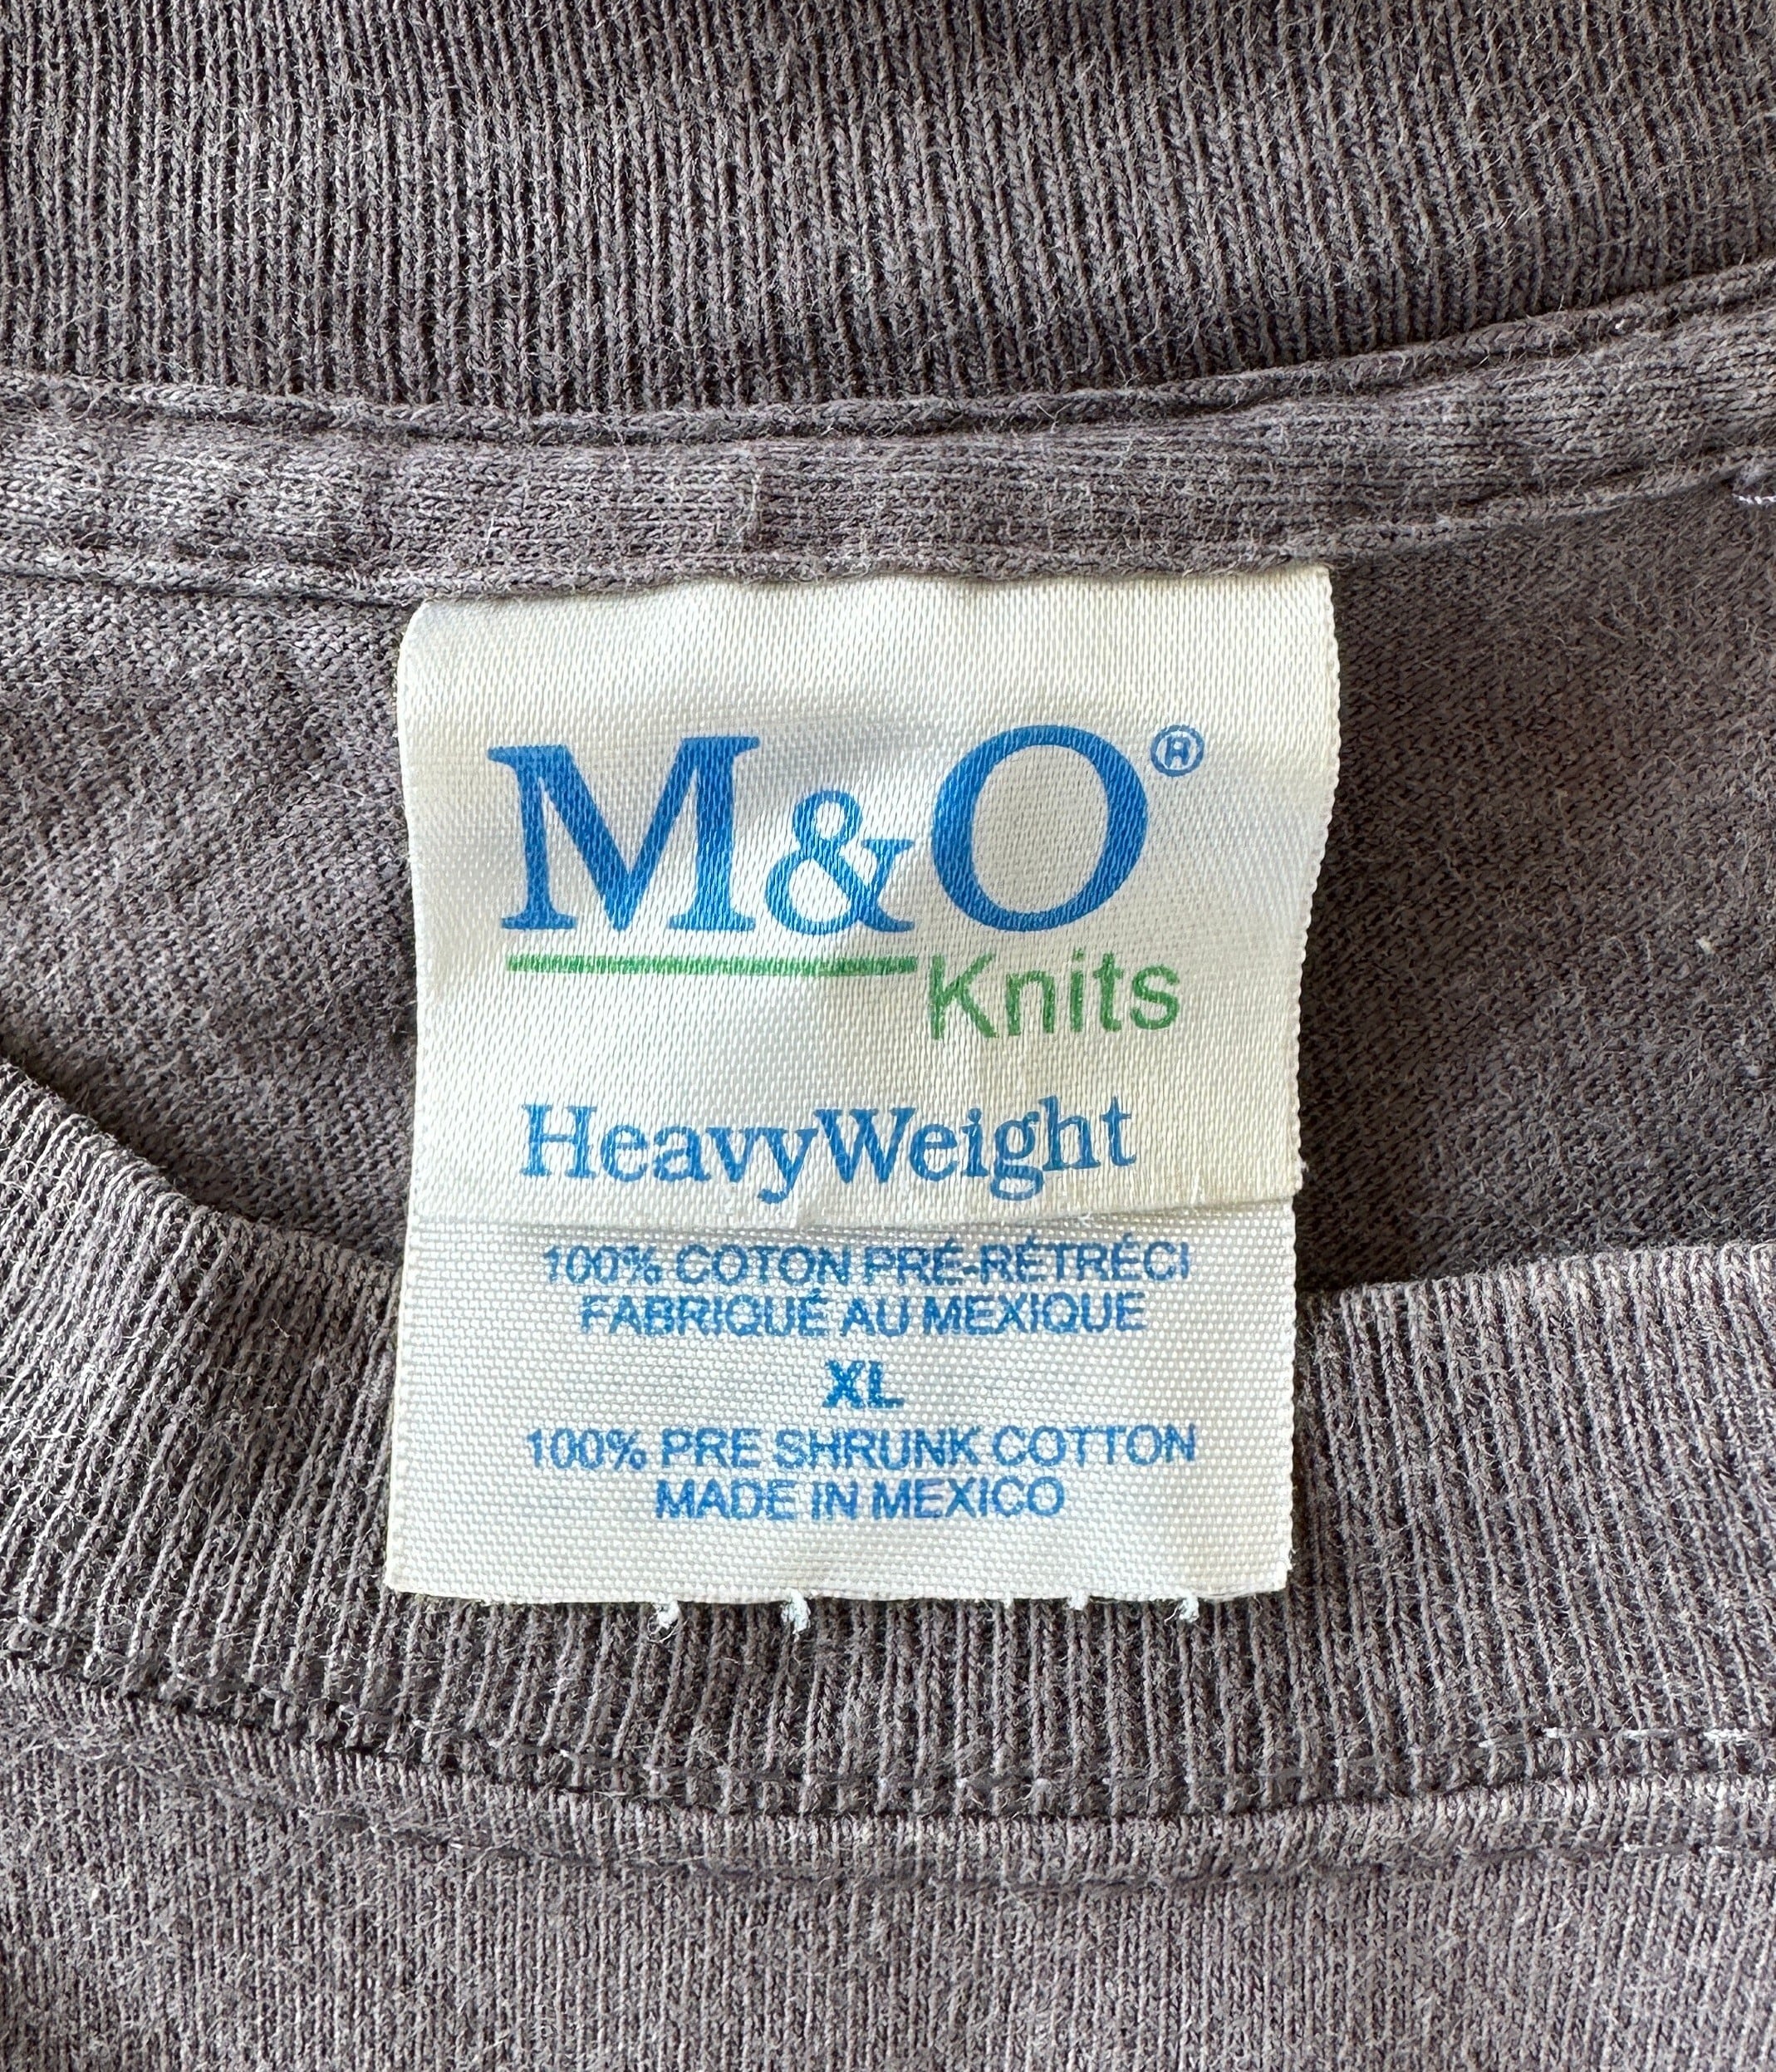 M&O®
Knits
HeavyWeight
100% COTON PRÉ-RÉTRÉCI
FABRIQUÉ AU MEXIQUE
XL
100% PRE SHRUNK COTTON
MADE IN MEXICO